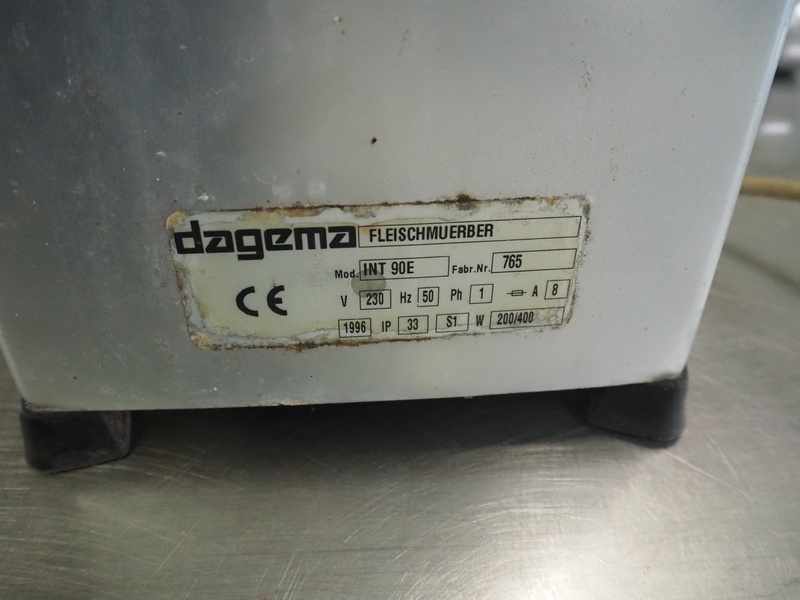 dagema FLEISCHMUERBER
Mod. INT 90E Fabr.Nr. 765
CE V 230 Hz 50 Ph 1 A 8
1996 IP 33 S1 W 200/400